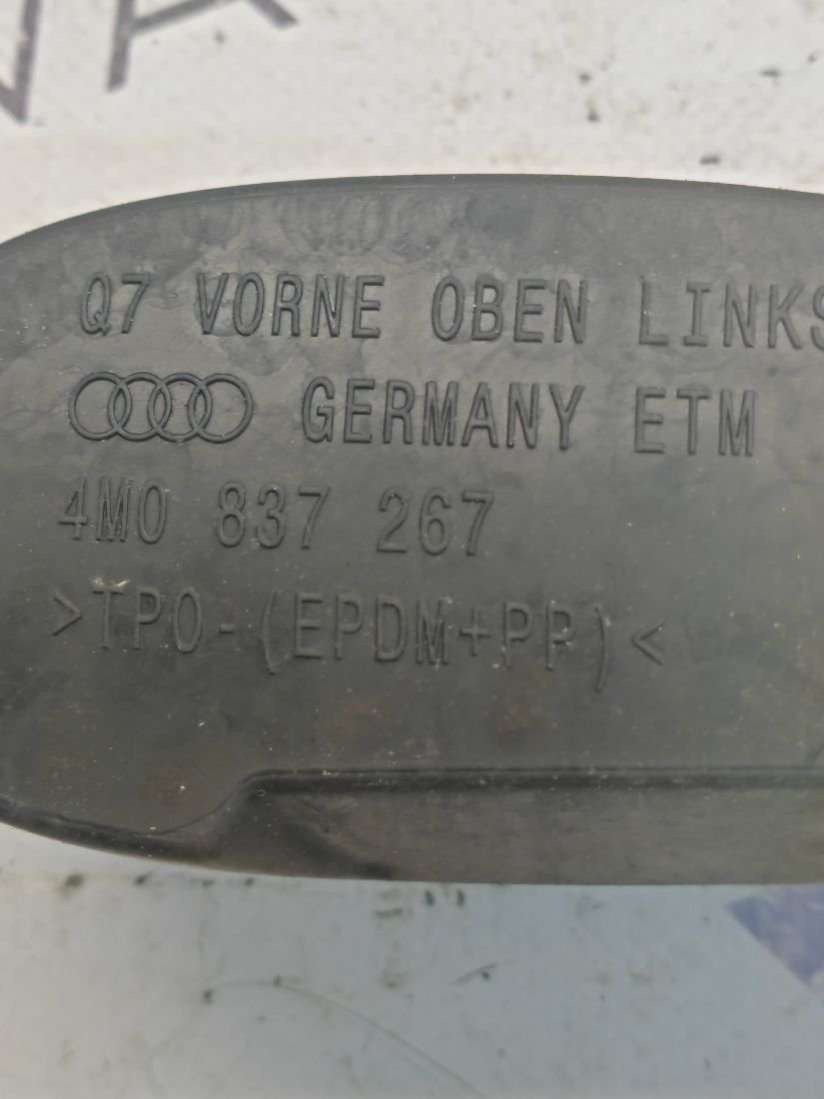 Q7 VORNE OBEN LINKS
GERMANY ETM
4M0 837 267
>TPO-(EPDM+PP)<